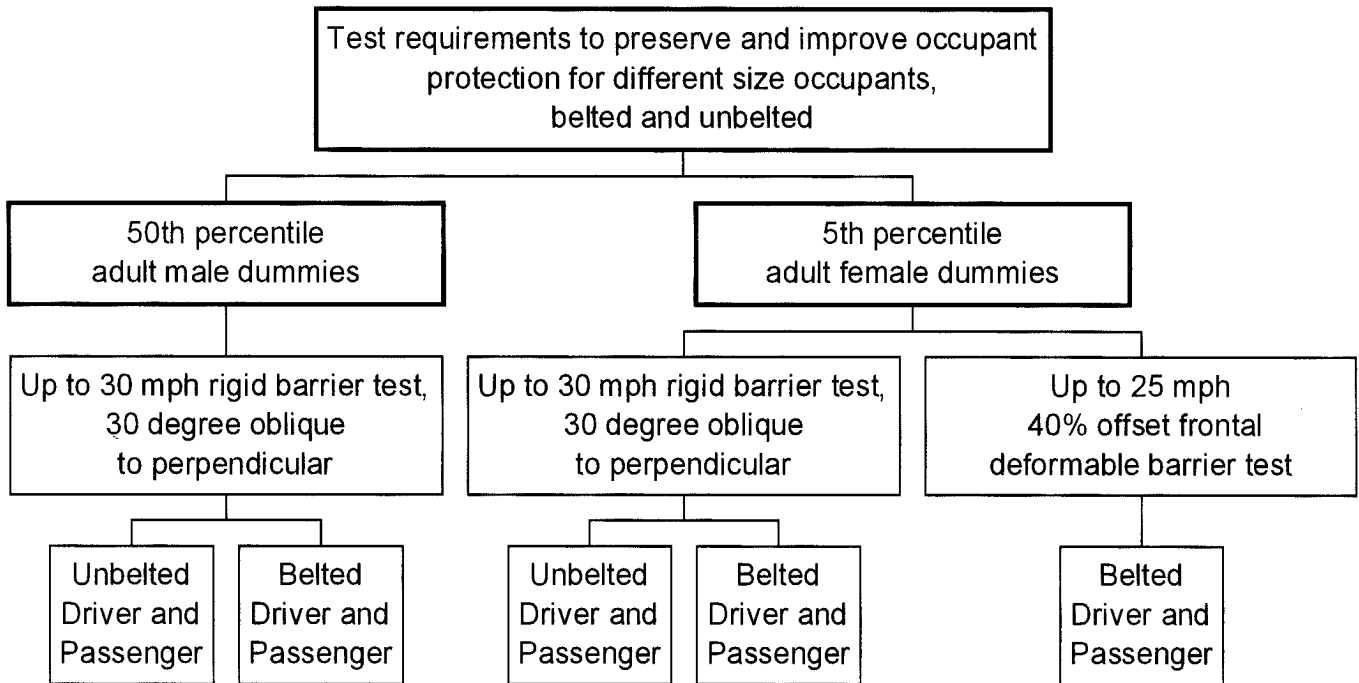 Test requirements to preserve and improve occupant
protection for different size occupants,
belted and unbelted
50th percentile
adult male dummies
5th percentile
adult female dummies
Up to 30 mph rigid barrier test,
30 degree oblique
to perpendicular
Up to 30 mph rigid barrier test,
30 degree oblique
to perpendicular
Up to 25 mph
40% offset frontal
deformable barrier test
Unbelted
Driver and
Passenger
Belted
Driver and
Passenger
Unbelted
Driver and
Passenger
Belted
Driver and
Passenger
Belted
Driver and
Passenger